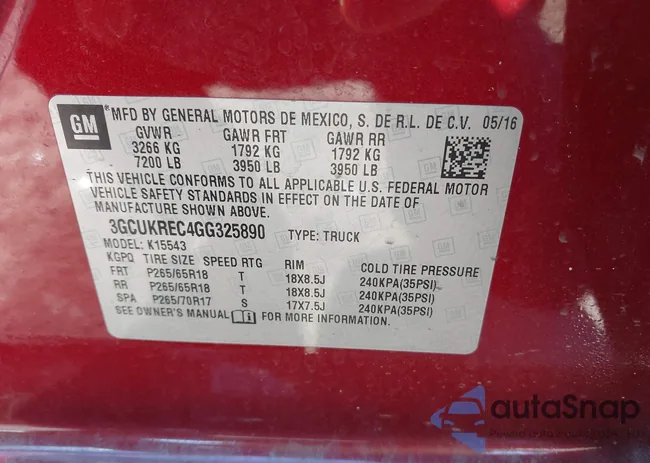 GM ® MFD BY GENERAL MOTORS DE MEXICO, S. DE R.L. DE C.V. 05/16
GVWR GAWR FRT GAWR RR
3266 KG 1792 KG 1792 KG
7200 LB 3950 LB 3950 LB
THIS VEHICLE CONFORMS TO ALL APPLICABLE U.S. FEDERAL MOTOR
VEHICLE SAFETY STANDARDS IN EFFECT ON THE DATE OF
MANUFACTURE SHOWN ABOVE.
3GCUKREC4GG325890 TYPE: TRUCK
MODEL: K15543
KGPQ TIRE SIZE SPEED RTG RIM COLD TIRE PRESSURE
FRT P265/65R18 T 18X8.5J 240KPA(35PSI)
RR P265/65R18 T 18X8.5J 240KPA(35PSI)
SPA P265/70R17 S 17X7.5J 240KPA(35PSI)
SEE OWNER'S MANUAL FOR MORE INFORMATION.
autaSnap